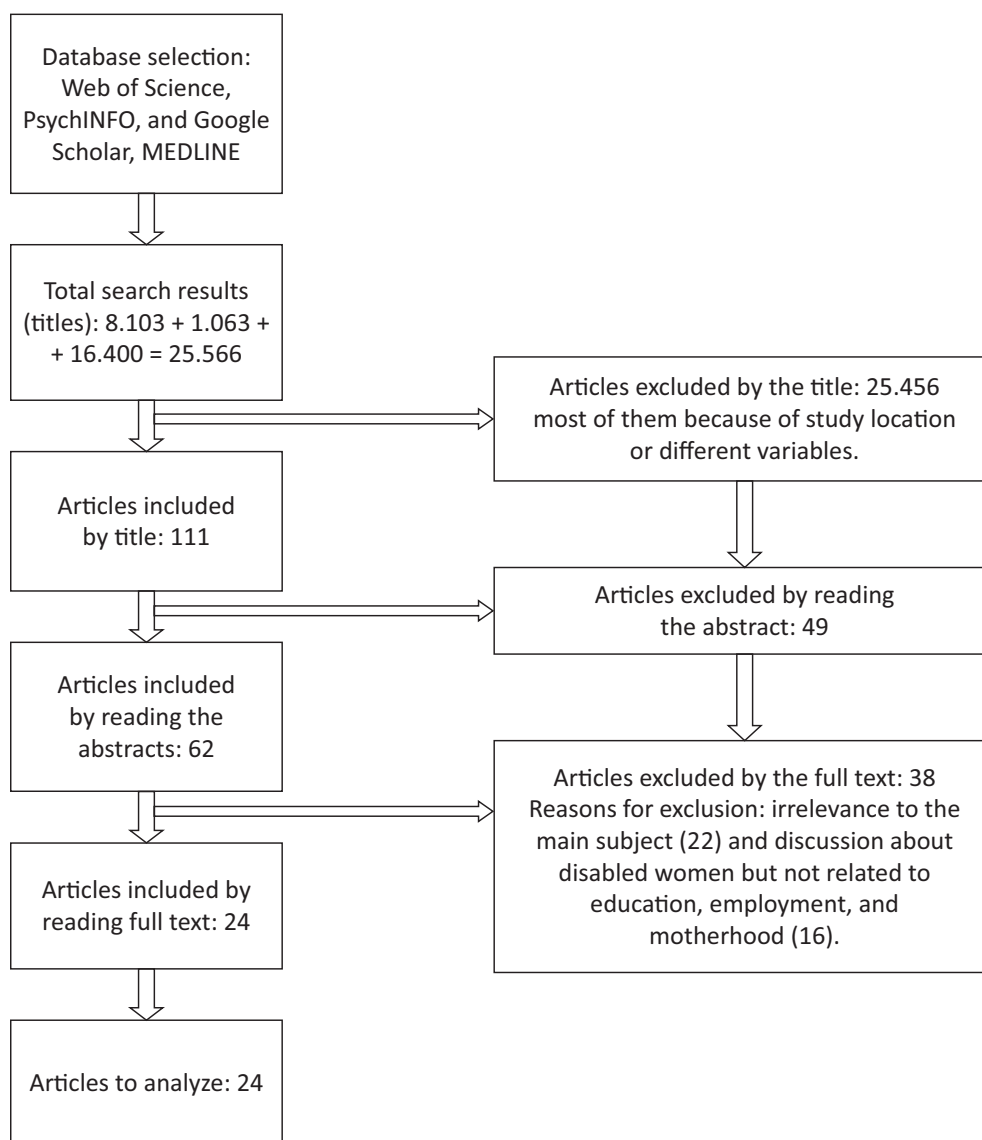 Database selection:
Web of Science,
PsychINFO, and Google
Scholar, MEDLINE
Total search results
(titles): 8.103 + 1.063 +
+ 16.400 = 25.566
Articles excluded by the title: 25.456
most of them because of study location
or different variables.
Articles included
by title: 111
Articles excluded by reading
the abstract: 49
Articles included
by reading the
abstracts: 62
Articles excluded by the full text: 38
Reasons for exclusion: irrelevance to the
main subject (22) and discussion about
disabled women but not related to
education, employment, and
motherhood (16).
Articles included by
reading full text: 24
Articles to analyze: 24